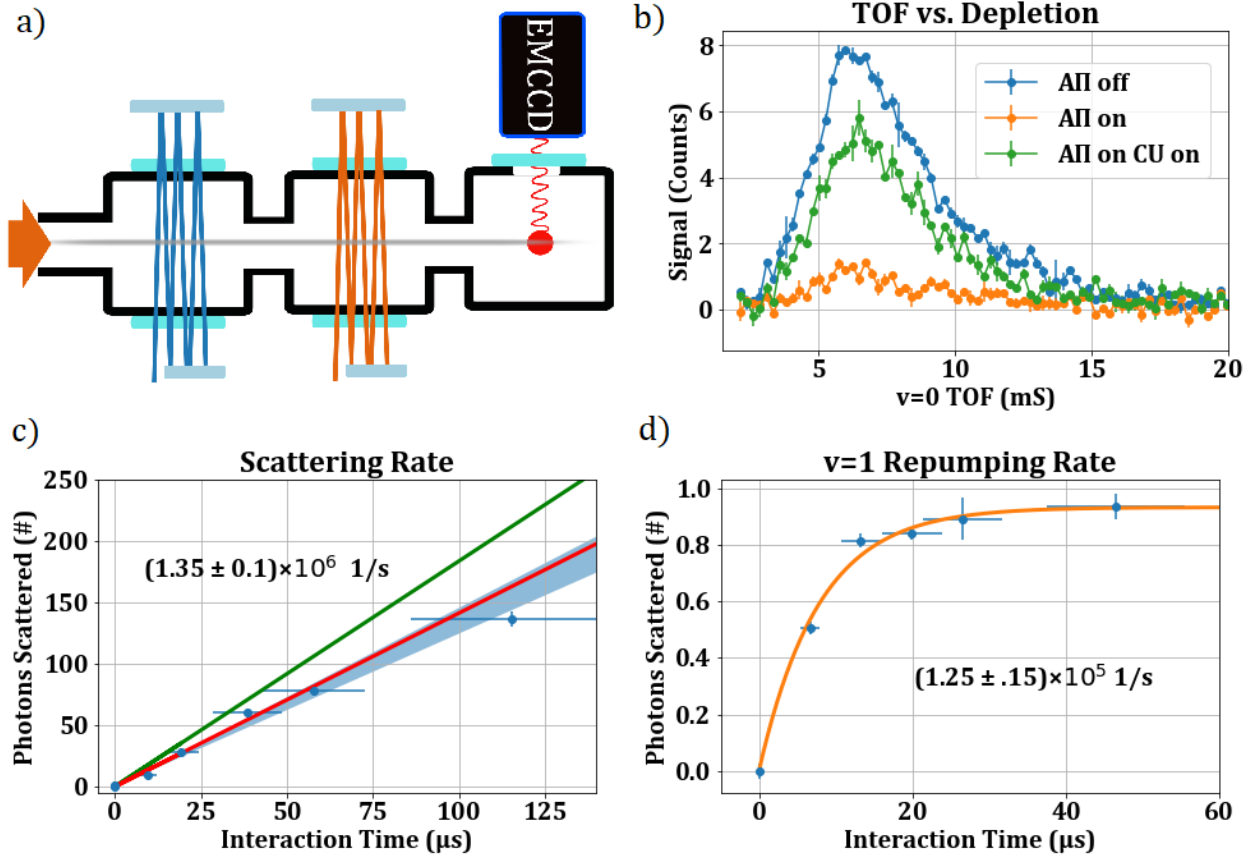 a)
EMCCD
b)
TOF vs. Depletion
Signal (Counts)
8
6
4
2
0
AΠ off
AΠ on
AΠ on CU on
5
10
15
20
v=0 TOF (mS)
c)
Scattering Rate
Photons Scattered (#)
250
200
150
100
50
0
(1.35 ± 0.1)×10⁶ 1/s
0
25
50
75
100
125
Interaction Time (μs)
d)
v=1 Repumping Rate
Photons Scattered (#)
1.0
0.8
0.6
0.4
0.2
0.0
(1.25 ± .15)×10⁵ 1/s
0
20
40
60
Interaction Time (μs)